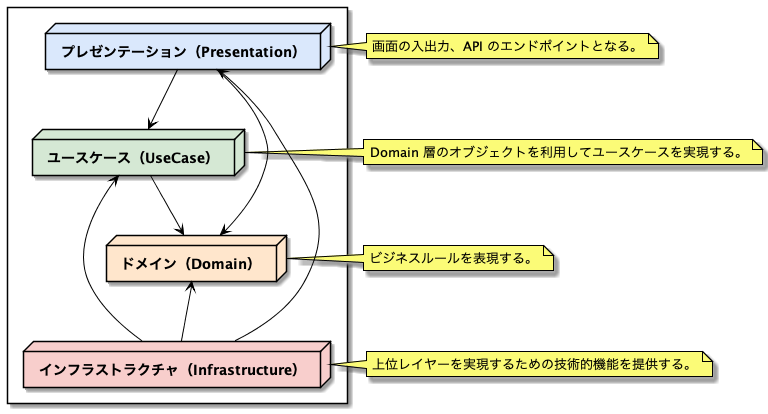 プレゼンテーション（Presentation）
画面の入出力、API のエンドポイントとなる。
ユースケース（UseCase）
Domain 層のオブジェクトを利用してユースケースを実現する。
ドメイン（Domain）
ビジネスルールを表現する。
インフラストラクチャ（Infrastructure）
上位レイヤーを実現するための技術的機能を提供する。